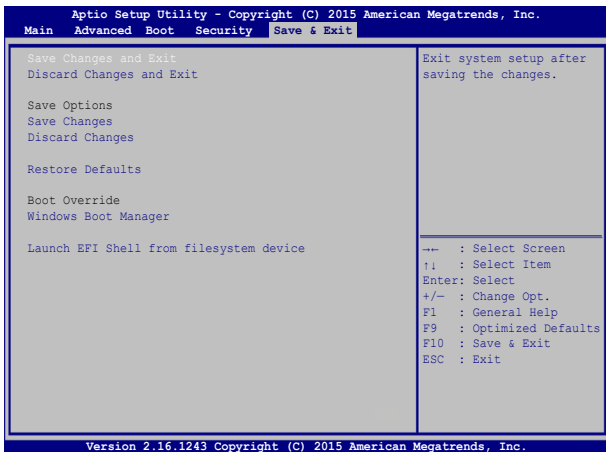 Aptio Setup Utility - Copyright (C) 2015 American Megatrends, Inc.
Main Advanced Boot Security Save & Exit
Save Changes and Exit
Discard Changes and Exit
Save Options
Save Changes
Discard Changes
Restore Defaults
Boot Override
Windows Boot Manager
Launch EFI Shell from filesystem device
Exit system setup after
saving the changes.
→← : Select Screen
↑↓ : Select Item
Enter: Select
+/— : Change Opt.
F1 : General Help
F9 : Optimized Defaults
F10 : Save & Exit
ESC : Exit
Version 2.16.1243 Copyright (C) 2015 American Megatrends, Inc.